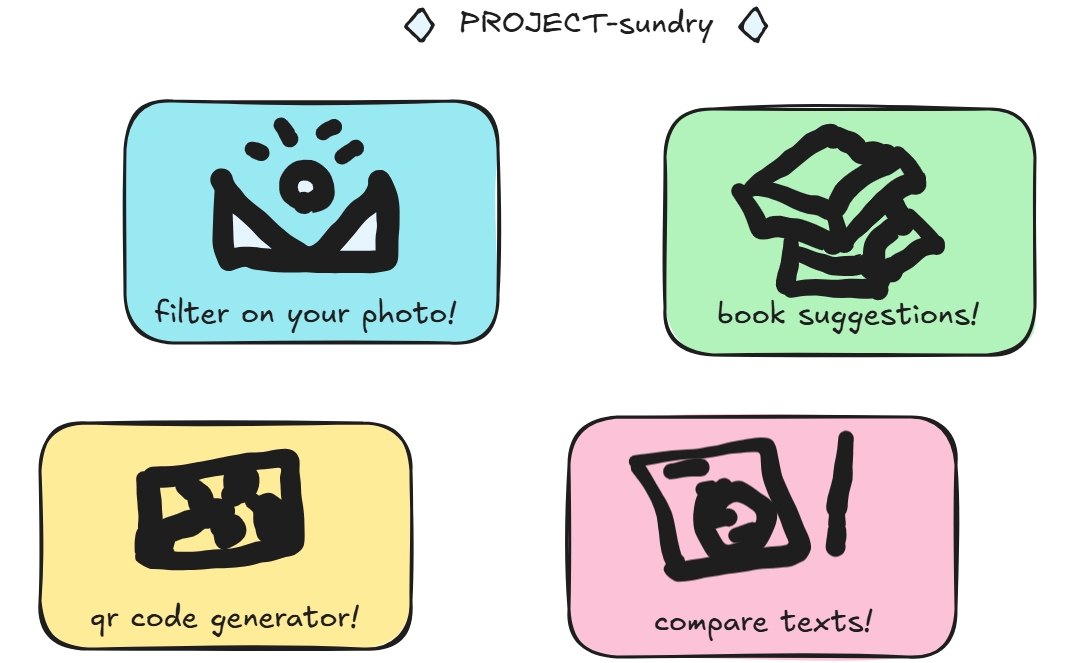 PROJECT-sundry
filter on your photo!
book suggestions!
qr code generator!
compare texts!